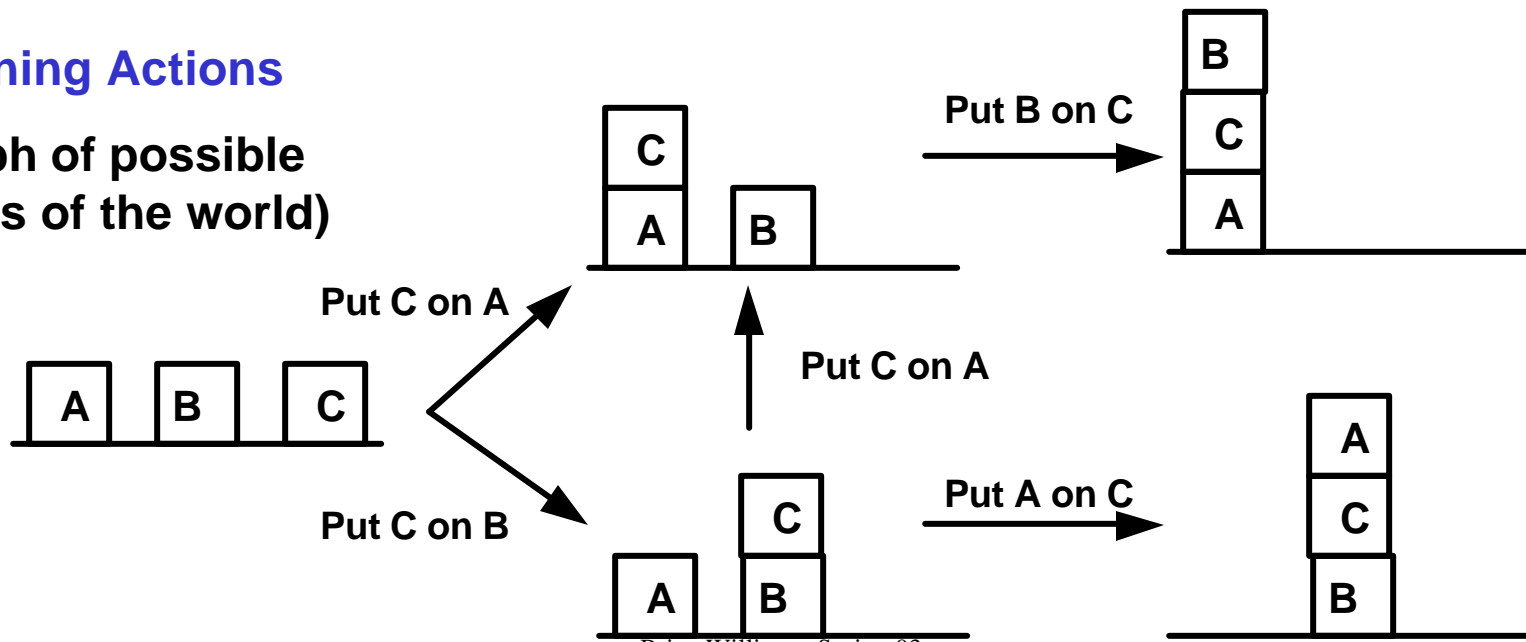 ning Actions
ph of possible
s of the world)
Put C on A
Put C on B
A B C
C
A B
Put B on C
B
C
A
Put C on A
C
A B
Put A on C
A
C
B